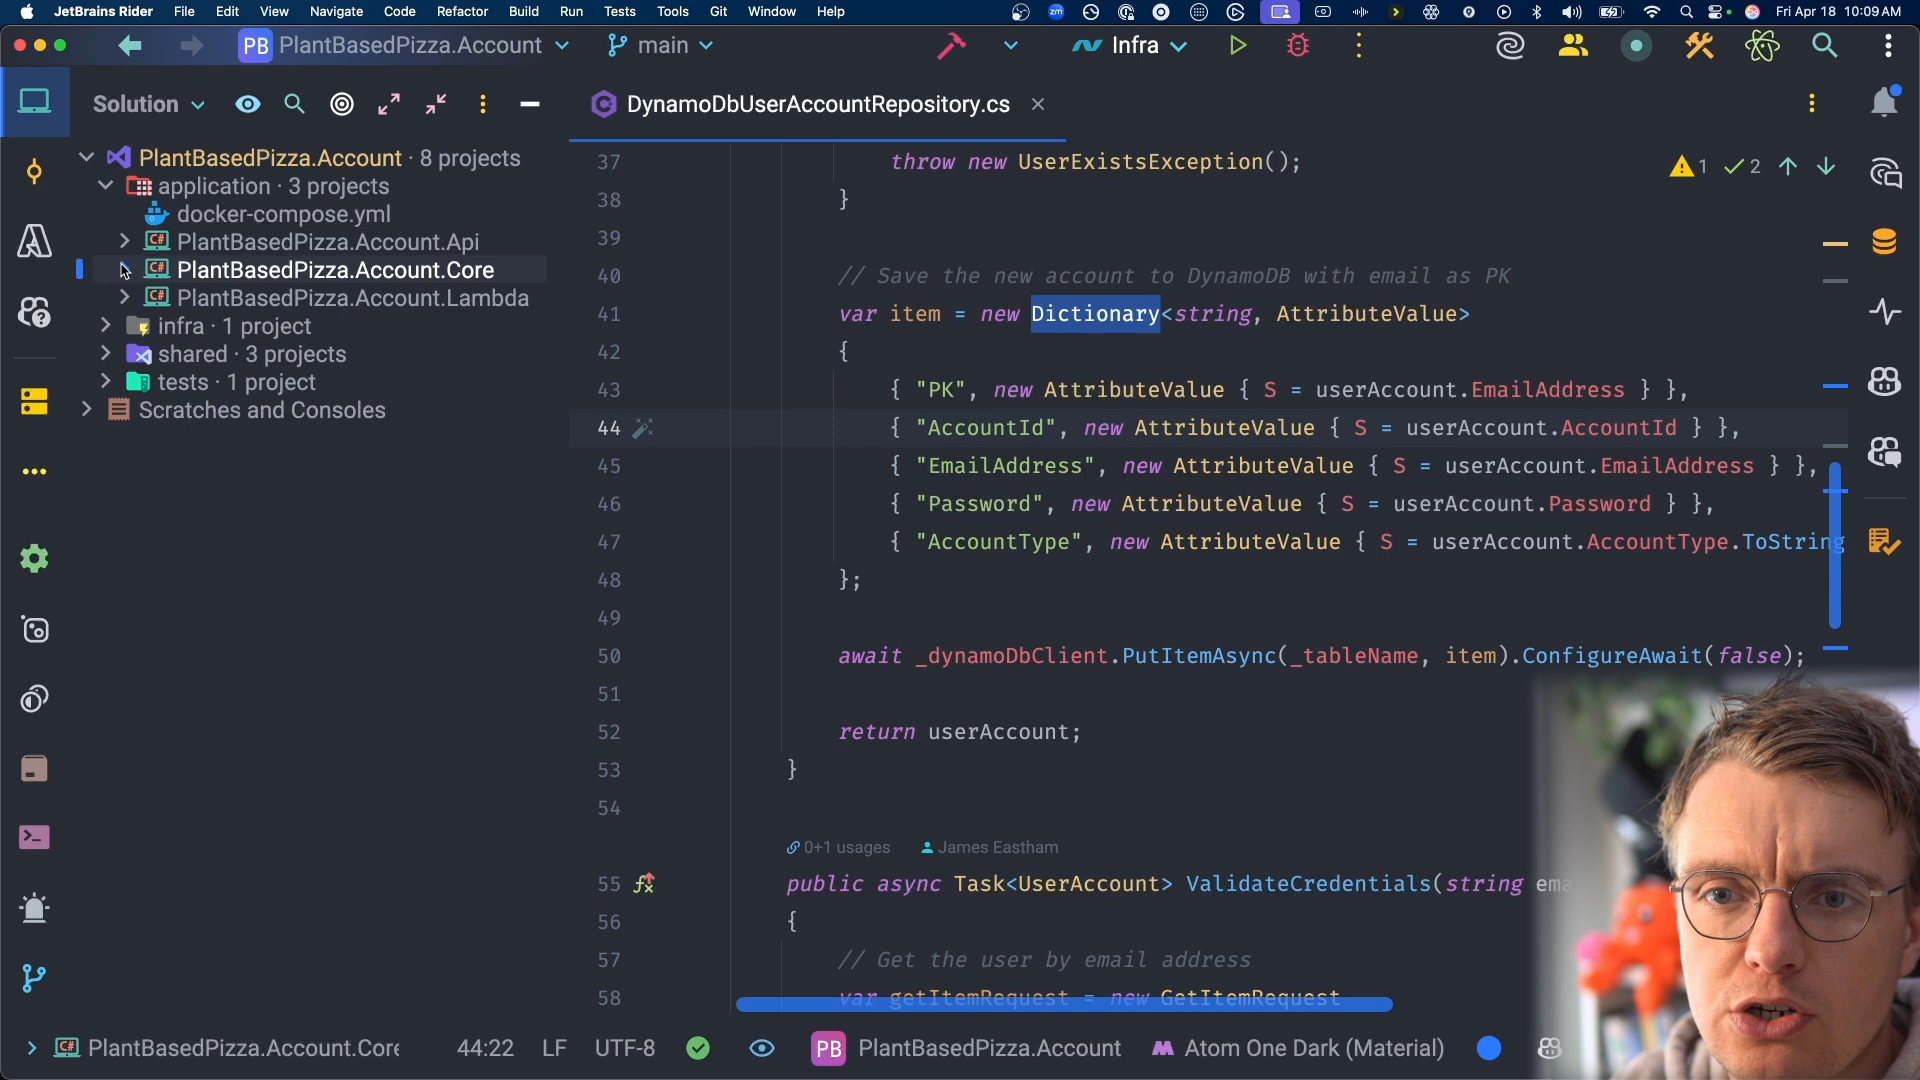 JetBrains Rider File Edit View Navigate Code Refactor Build Run Tests Tools Git Window Help zm Fri Apr 18 10:09 AM
PB PlantBasedPizza.Account main Infra
Solution
DynamoDbUserAccountRepository.cs
PlantBasedPizza.Account · 8 projects
application · 3 projects
docker-compose.yml
C# PlantBasedPizza.Account.Api
C# PlantBasedPizza.Account.Core
C# PlantBasedPizza.Account.Lambda
infra · 1 project
shared · 3 projects
tests · 1 project
Scratches and Consoles
1 2
37 throw new UserExistsException();
38 }
39
40 // Save the new account to DynamoDB with email as PK
41 var item = new Dictionary<string, AttributeValue>
42 {
43 { "PK", new AttributeValue { S = userAccount.EmailAddress } },
44 { "AccountId", new AttributeValue { S = userAccount.AccountId } },
45 { "EmailAddress", new AttributeValue { S = userAccount.EmailAddress } },
46 { "Password", new AttributeValue { S = userAccount.Password } },
47 { "AccountType", new AttributeValue { S = userAccount.AccountType.ToString
48 };
49
50 await _dynamoDbClient.PutItemAsync(_tableName, item).ConfigureAwait(false);
51
52 return userAccount;
53 }
54
0+1 usages James Eastham
55 public async Task<UserAccount> ValidateCredentials(string ema
56 {
57 // Get the user by email address
58 var getItemRequest = new GetItemRequest
C# PlantBasedPizza.Account.Core 44:22 LF UTF-8 PB PlantBasedPizza.Account Atom One Dark (Material)